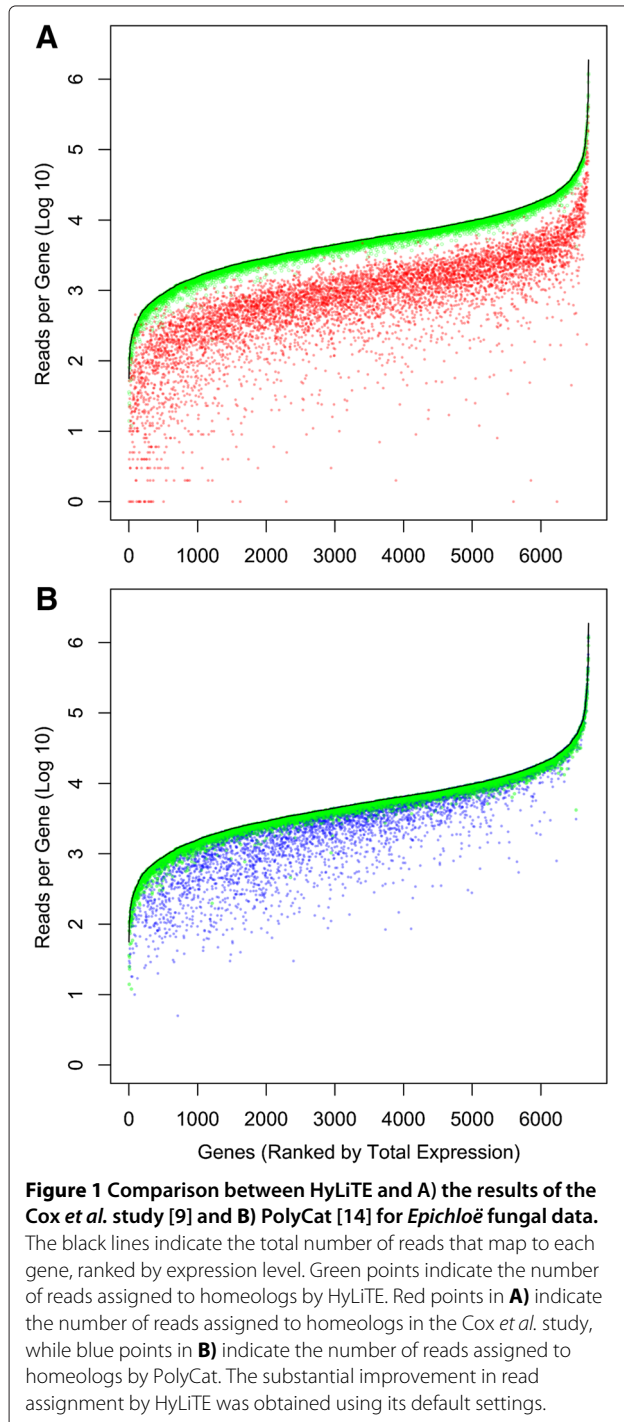 A
6
5
4
3
2
1
0
Reads per Gene (Log 10)
0 1000 2000 3000 4000 5000 6000
B
6
5
4
3
2
1
0
Reads per Gene (Log 10)
0 1000 2000 3000 4000 5000 6000
Genes (Ranked by Total Expression)
Figure 1 Comparison between HyLiTE and A) the results of the
Cox et al. study [9] and B) PolyCat [14] for Epichloë fungal data.
The black lines indicate the total number of reads that map to each
gene, ranked by expression level. Green points indicate the number
of reads assigned to homeologs by HyLiTE. Red points in A) indicate
the number of reads assigned to homeologs in the Cox et al. study,
while blue points in B) indicate the number of reads assigned to
homeologs by PolyCat. The substantial improvement in read
assignment by HyLiTE was obtained using its default settings.